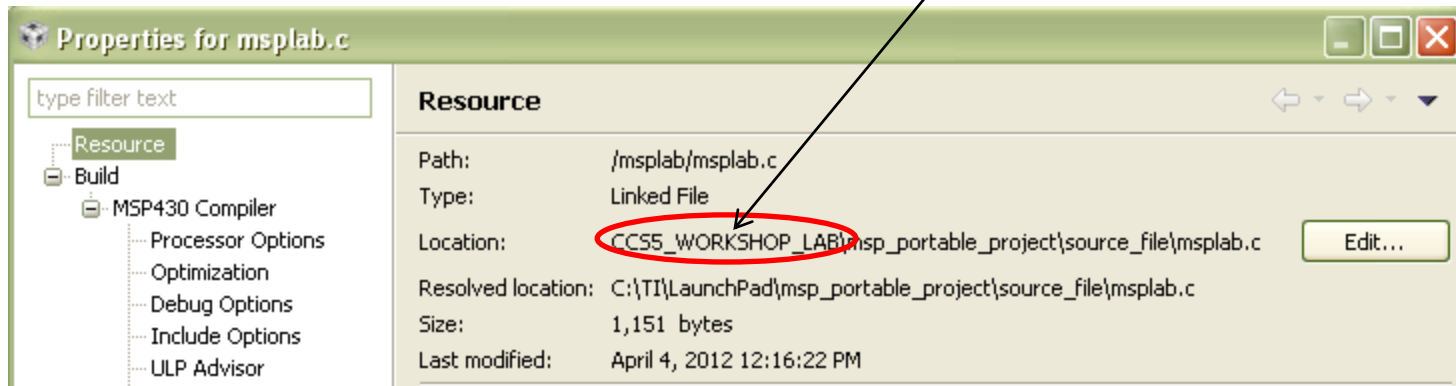 Properties for msplab.c
type filter text
Resource
Build
MSP430 Compiler
Processor Options
Optimization
Debug Options
Include Options
ULP Advisor
Resource
Path: /msplab/msplab.c
Type: Linked File
Location: CCS5_WORKSHOP_LAB\msp_portable_project\source_file\msplab.c Edit...
Resolved location: C:\TI\LaunchPad\msp_portable_project\source_file\msplab.c
Size: 1,151 bytes
Last modified: April 4, 2012 12:16:22 PM